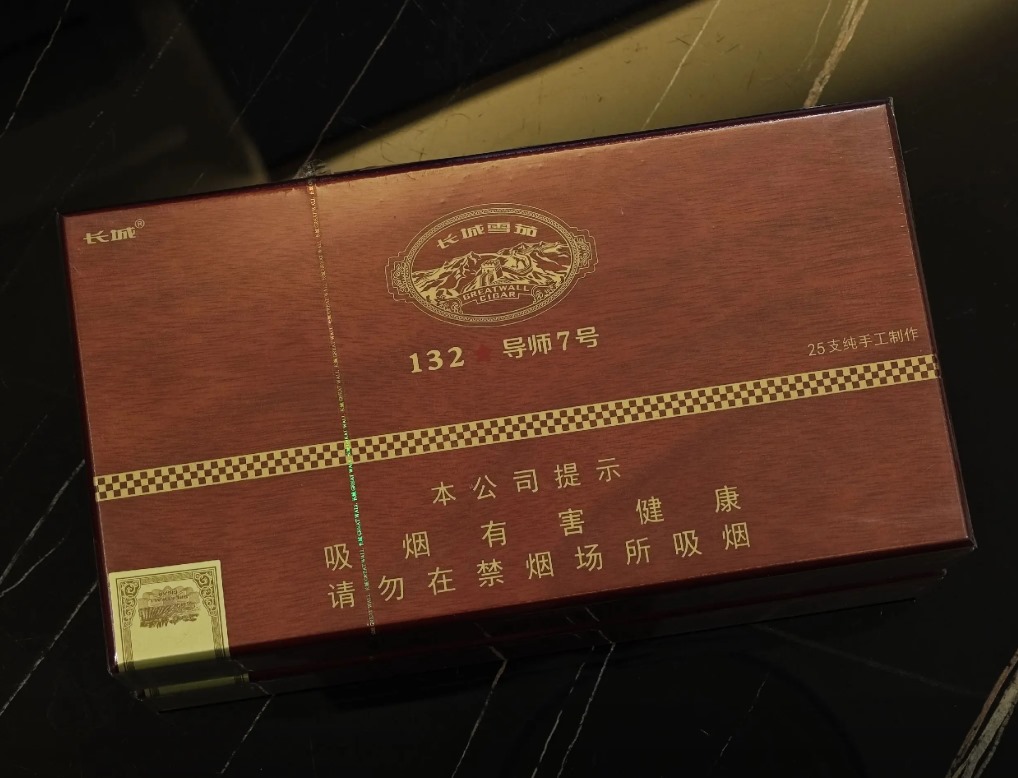 长城®
长城雪茄
GREATWALL
CIGAR
132 ★ 导师7号
25支纯手工制作
本公司提示
吸烟有害健康
请勿在禁烟场所吸烟